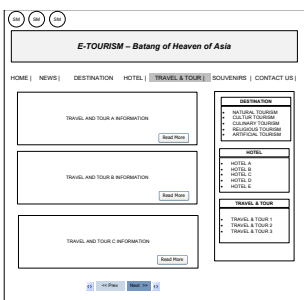 SM SM SM
E-TOURISM – Batang of Heaven of Asia
HOME | NEWS | DESTINATION HOTEL | TRAVEL & TOUR | SOUVENIRS | CONTACT US |
TRAVEL AND TOUR A INFORMATION
Read More
TRAVEL AND TOUR B INFORMATION
Read More
TRAVEL AND TOUR C INFORMATION
Read More
<< Prev Next >>
DESTINATION
• NATURAL TOURISM
• CULTUR TOURISM
• CULINARY TOURISM
• RELIGIOUS TOURISM
• ARTIFICIAL TOURISM
HOTEL
• HOTEL A
• HOTEL B
• HOTEL C
• HOTEL D
• HOTEL E
TRAVEL & TOUR
• TRAVEL & TOUR 1
• TRAVEL & TOUR 2
• TRAVEL & TOUR 3